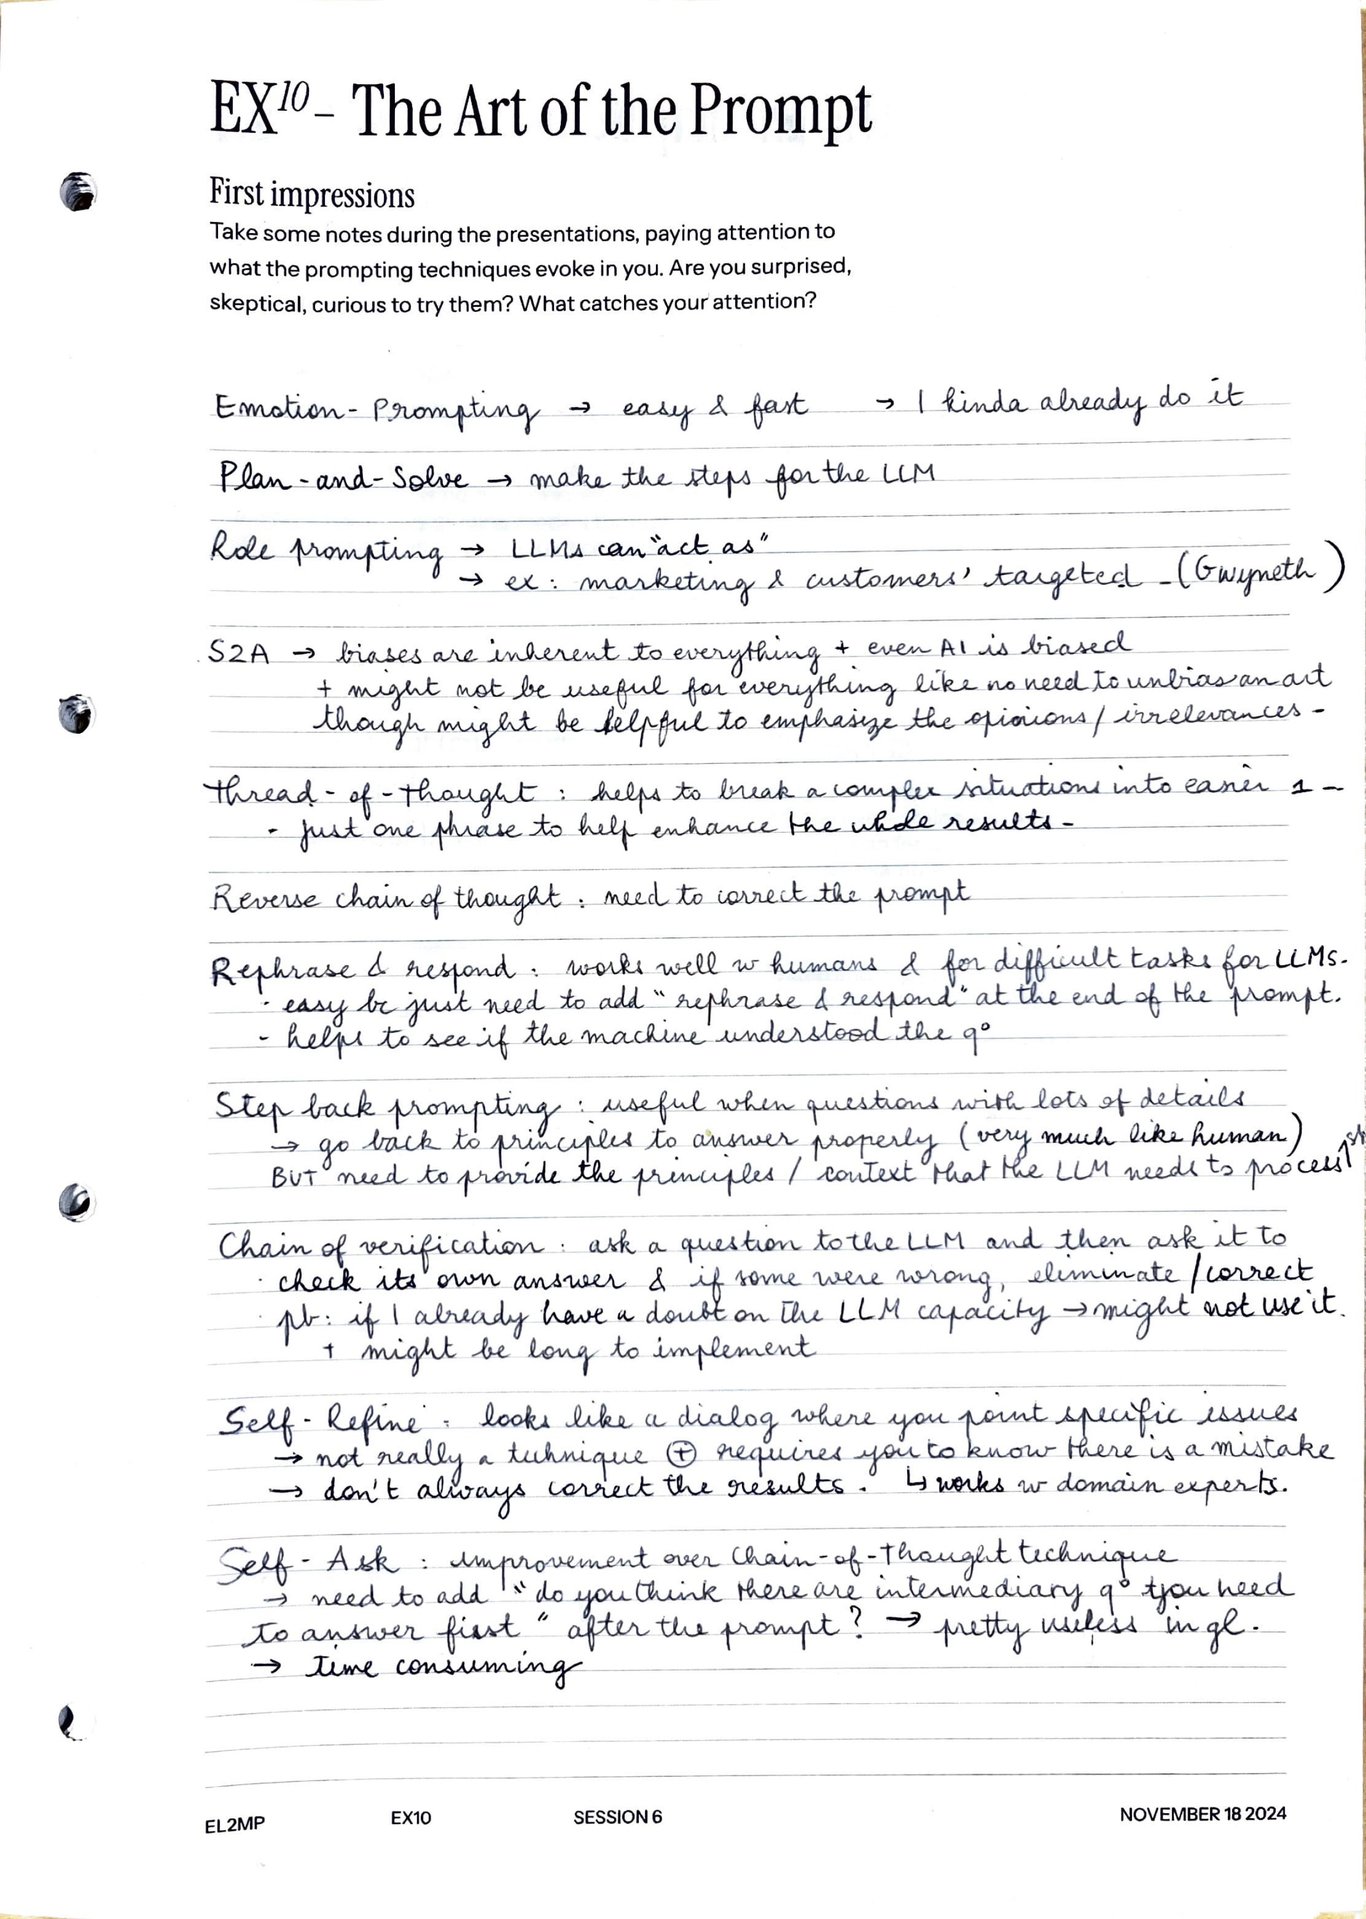 EX10 – The Art of the Prompt
First impressions
Take some notes during the presentations, paying attention to
what the prompting techniques evoke in you. Are you surprised,
skeptical, curious to try them? What catches your attention?
Emotion-Prompting → easy & fast → I kinda already do it
Plan-and-Solve → make the steps for the LLM
Role prompting → LLMs can "act as"
→ ex: marketing & customers' targeted - (Gwyneth)
S2A → biases are inherent to everything + even AI is biased
+ might not be useful for everything like no need to unbias an art
though might be helpful to emphasize the opinions / irrelevances -
Thread-of-thought : helps to break a complex situations into easier 1 -
- just one phrase to help enhance the whole results -
Reverse chain of thought : need to correct the prompt
Rephrase & respond : works well w humans & for difficult tasks for LLMs.
· easy bc just need to add "rephrase & respond" at the end of the prompt.
- helps to see if the machine understood the q°
Step back prompting : useful when questions with lots of details
→ go back to principles to answer properly (very much like human)
BUT need to provide the principles / context that the LLM needs to process 1st
Chain of verification : ask a question to the LLM and then ask it to
· check its own answer & if some were wrong, eliminate / correct
· pb: if I already have a doubt on the LLM capacity → might not use it.
+ might be long to implement
Self-Refine : looks like a dialog where you point specific issues
→ not really a technique ⊕ requires you to know there is a mistake
→ don't always correct the results. ↳ works w domain experts.
Self-Ask : improvement over Chain-of-Thought technique
→ need to add "do you think there are intermediary q° you need
to answer first" after the prompt? → pretty useless in gl.
→ time consuming
EL2MP EX10 SESSION 6 NOVEMBER 18 2024